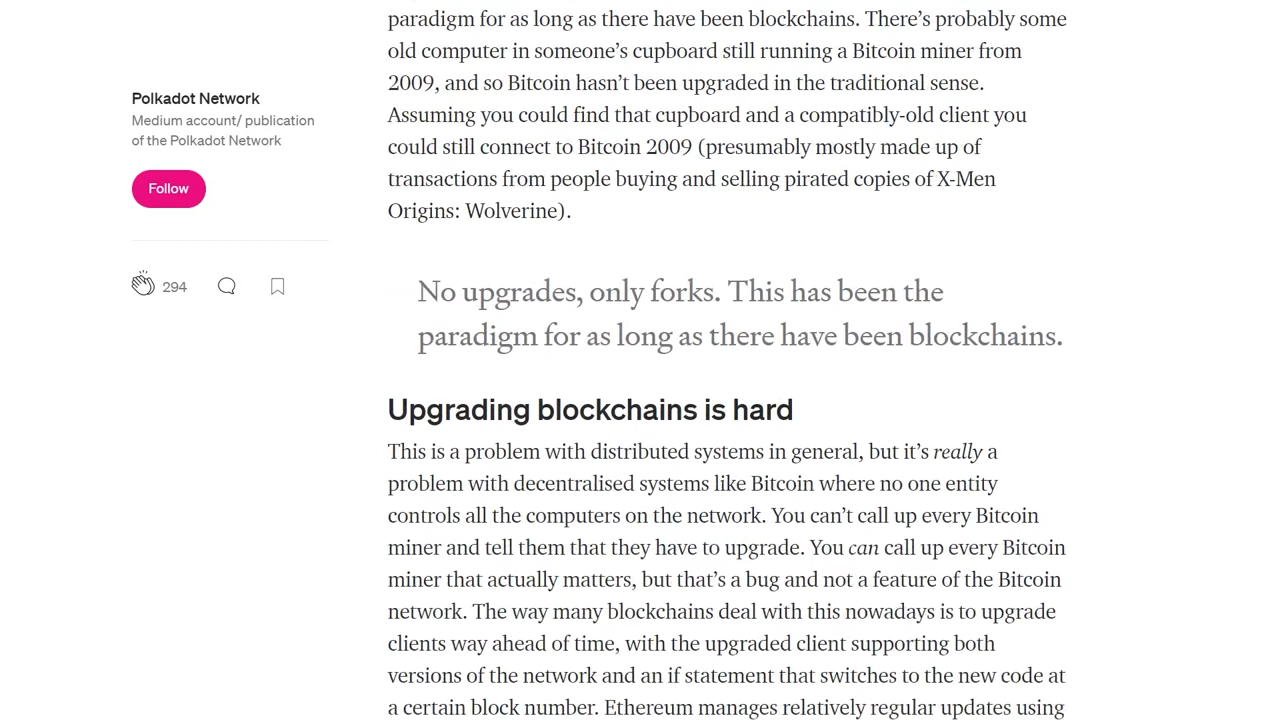 paradigm for as long as there have been blockchains. There’s probably some
old computer in someone’s cupboard still running a Bitcoin miner from
2009, and so Bitcoin hasn’t been upgraded in the traditional sense.
Assuming you could find that cupboard and a compatibly-old client you
could still connect to Bitcoin 2009 (presumably mostly made up of
transactions from people buying and selling pirated copies of X-Men
Origins: Wolverine).
Polkadot Network
Medium account/ publication
of the Polkadot Network
Follow
294
No upgrades, only forks. This has been the
paradigm for as long as there have been blockchains.
Upgrading blockchains is hard
This is a problem with distributed systems in general, but it’s really a
problem with decentralised systems like Bitcoin where no one entity
controls all the computers on the network. You can’t call up every Bitcoin
miner and tell them that they have to upgrade. You can call up every Bitcoin
miner that actually matters, but that’s a bug and not a feature of the Bitcoin
network. The way many blockchains deal with this nowadays is to upgrade
clients way ahead of time, with the upgraded client supporting both
versions of the network and an if statement that switches to the new code at
a certain block number. Ethereum manages relatively regular updates using